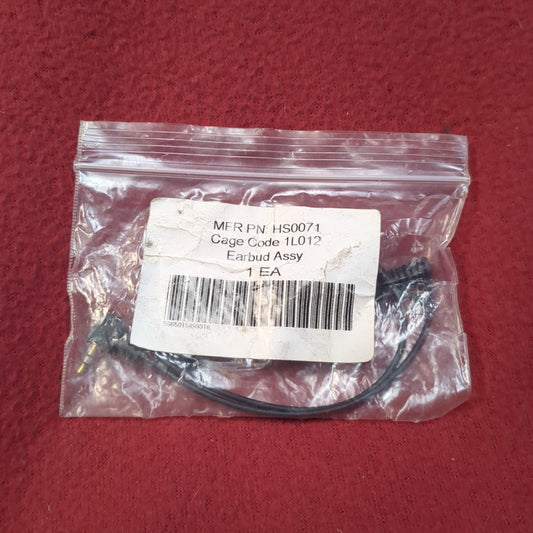 MFR PN: HS0071
Cage Code 1L012
Earbud Assy
1 EA